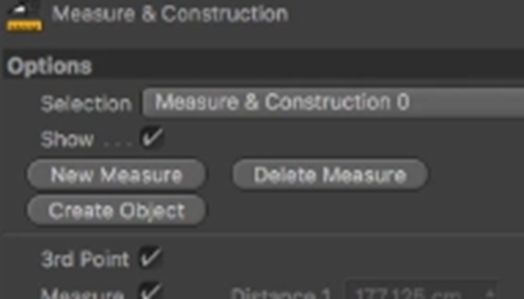 Measure & Construction
Options
Selection Measure & Construction 0
Show . . . ✓
New Measure Delete Measure
Create Object
3rd Point ✓
Measure ✓ Distance 1 177.125 cm